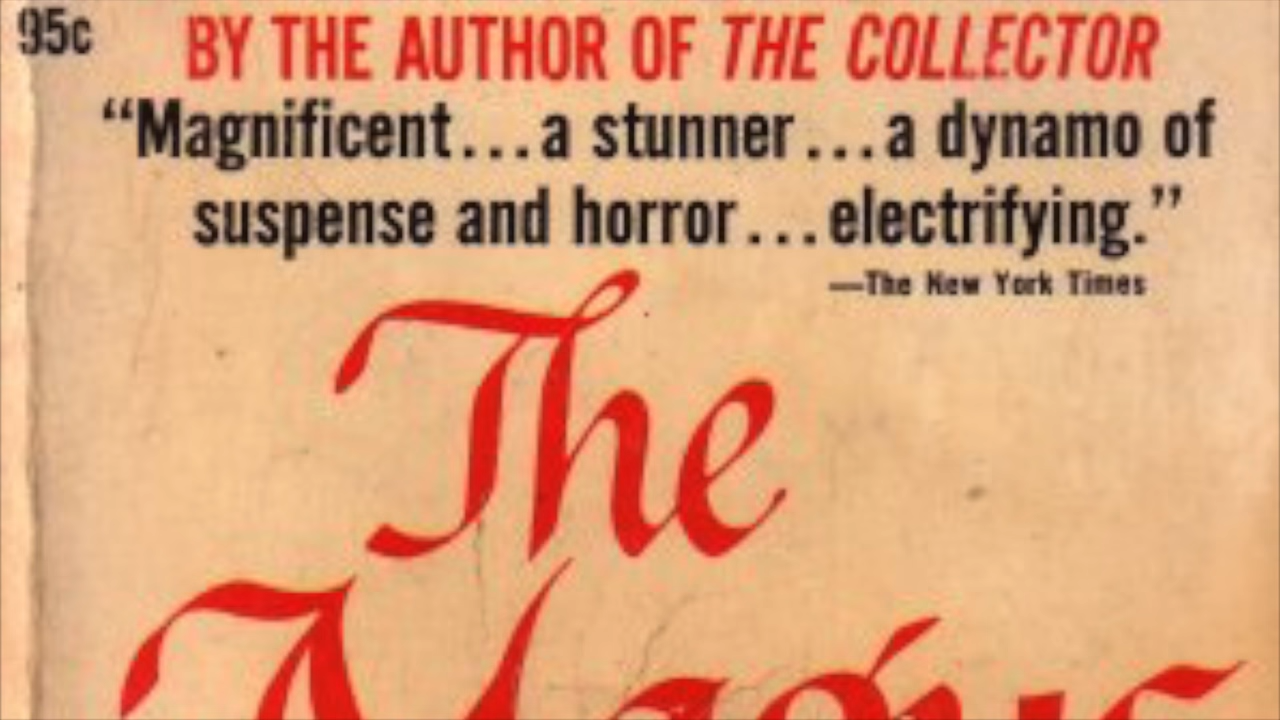 95c
BY THE AUTHOR OF THE COLLECTOR
“Magnificent...a stunner...a dynamo of
suspense and horror...electrifying.”
—The New York Times
The
Magus